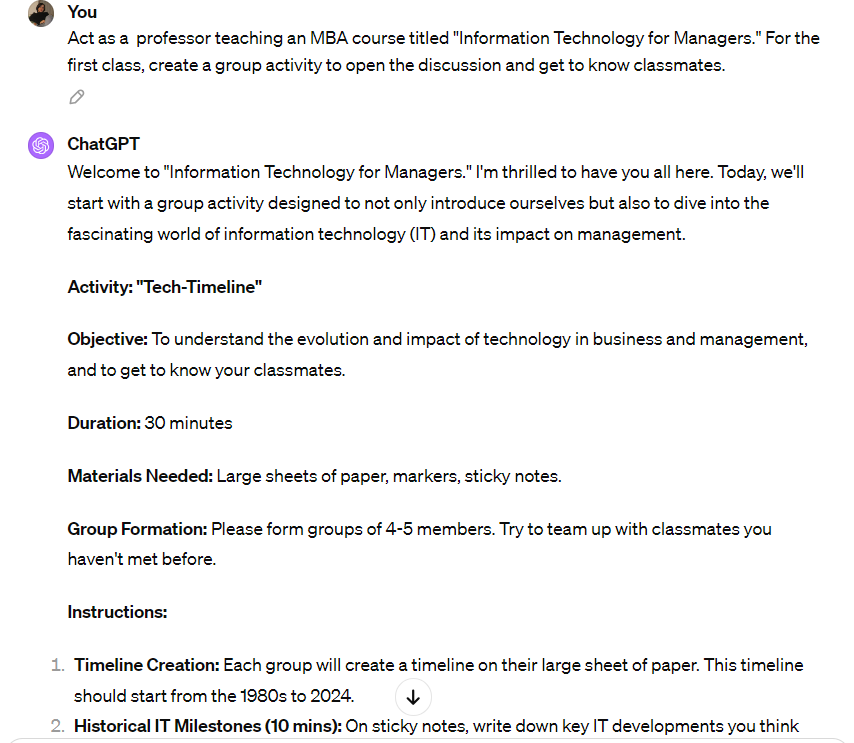 You
Act as a professor teaching an MBA course titled "Information Technology for Managers." For the
first class, create a group activity to open the discussion and get to know classmates.
ChatGPT
Welcome to "Information Technology for Managers." I'm thrilled to have you all here. Today, we'll
start with a group activity designed to not only introduce ourselves but also to dive into the
fascinating world of information technology (IT) and its impact on management.
Activity: "Tech-Timeline"
Objective: To understand the evolution and impact of technology in business and management,
and to get to know your classmates.
Duration: 30 minutes
Materials Needed: Large sheets of paper, markers, sticky notes.
Group Formation: Please form groups of 4-5 members. Try to team up with classmates you
haven't met before.
Instructions:
1. Timeline Creation: Each group will create a timeline on their large sheet of paper. This timeline
should start from the 1980s to 2024.
2. Historical IT Milestones (10 mins): On sticky notes, write down key IT developments you think